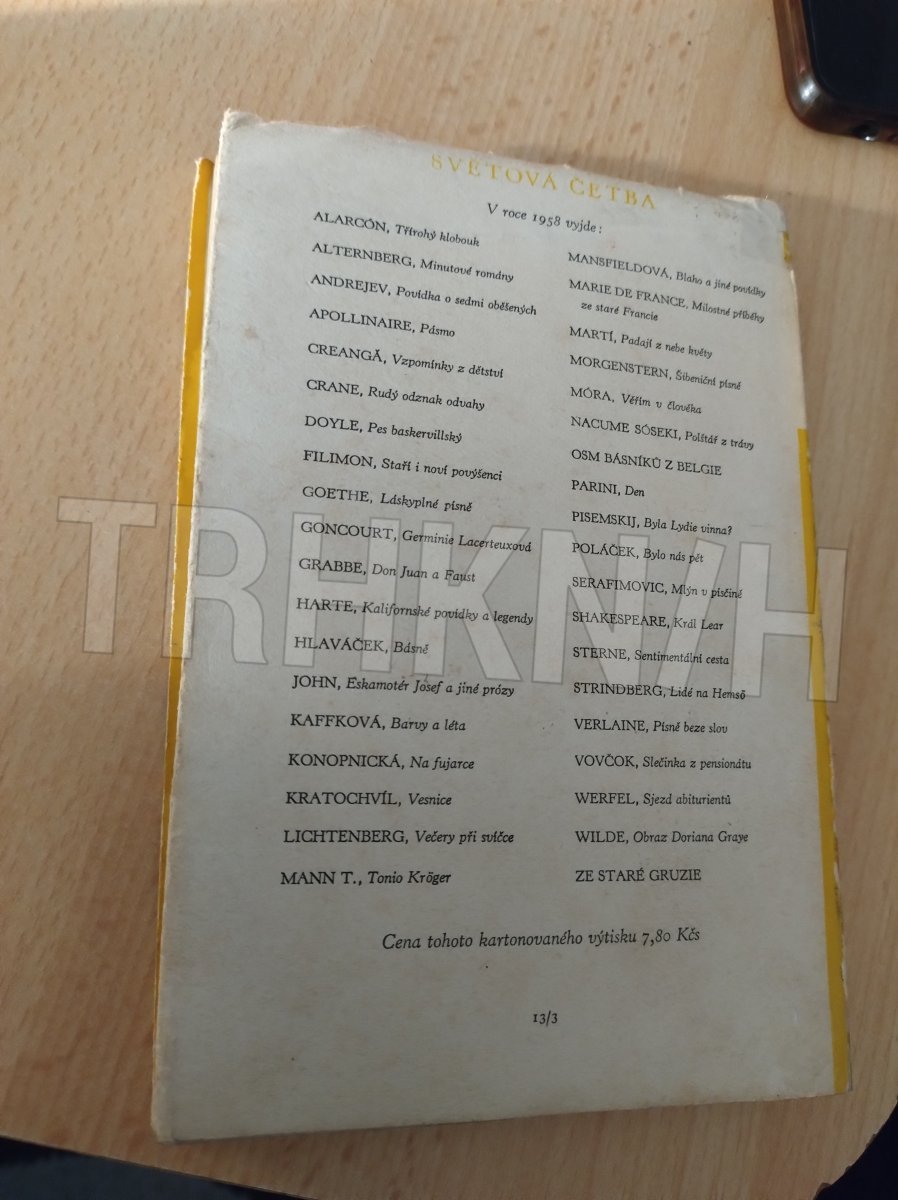 SVĚTOVÁ ČETBA
V roce 1958 vyjde:
ALARCÓN, Třírohý klobouk
ALTERNBERG, Minutové romány
ANDREJEV, Povídka o sedmi oběšených
APOLLINAIRE, Pásmo
CREANGĂ, Vzpomínky z dětství
CRANE, Rudý odznak odvahy
DOYLE, Pes baskervillský
FILIMON, Staří i noví povýšenci
GOETHE, Láskyplné písně
GONCOURT, Germinie Lacerteuxová
GRABBE, Don Juan a Faust
HARTE, Kalifornské povídky a legendy
HLAVÁČEK, Básně
JOHN, Eskamotér Josef a jiné prózy
KAFFKOVÁ, Barvy a léta
KONOPNICKÁ, Na fujarce
KRATOCHVÍL, Vesnice
LICHTENBERG, Večery při svíčce
MANN T., Tonio Kröger
MANSFIELDOVÁ, Blaho a jiné povídky
MARIE DE FRANCE, Milostné příběhy
ze staré Francie
MARTÍ, Padají z nebe květy
MORGENSTERN, Šibeniční písně
MÓRA, Věřím v člověka
NACUME SÓSEKI, Polštář z trávy
OSM BÁSNÍKŮ Z BELGIE
PARINI, Den
PISEMSKIJ, Byla Lydie vinna?
POLÁČEK, Bylo nás pět
SERAFIMOVIC, Mlýn v písčině
SHAKESPEARE, Král Lear
STERNE, Sentimentální cesta
STRINDBERG, Lidé na Hemsö
VERLAINE, Písně beze slov
VOVČOK, Slečinka z pensionátu
WERFEL, Sjezd abiturientů
WILDE, Obraz Doriana Graye
ZE STARÉ GRUZIE
Cena tohoto kartonovaného výtisku 7,80 Kčs
13/3
TRHKNIH